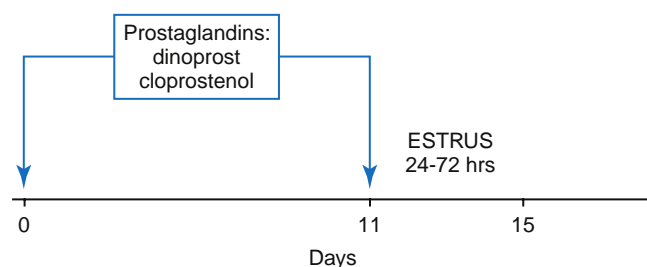 Prostaglandins:
dinoprost
cloprostenol
ESTRUS
24-72 hrs
0
11
15
Days